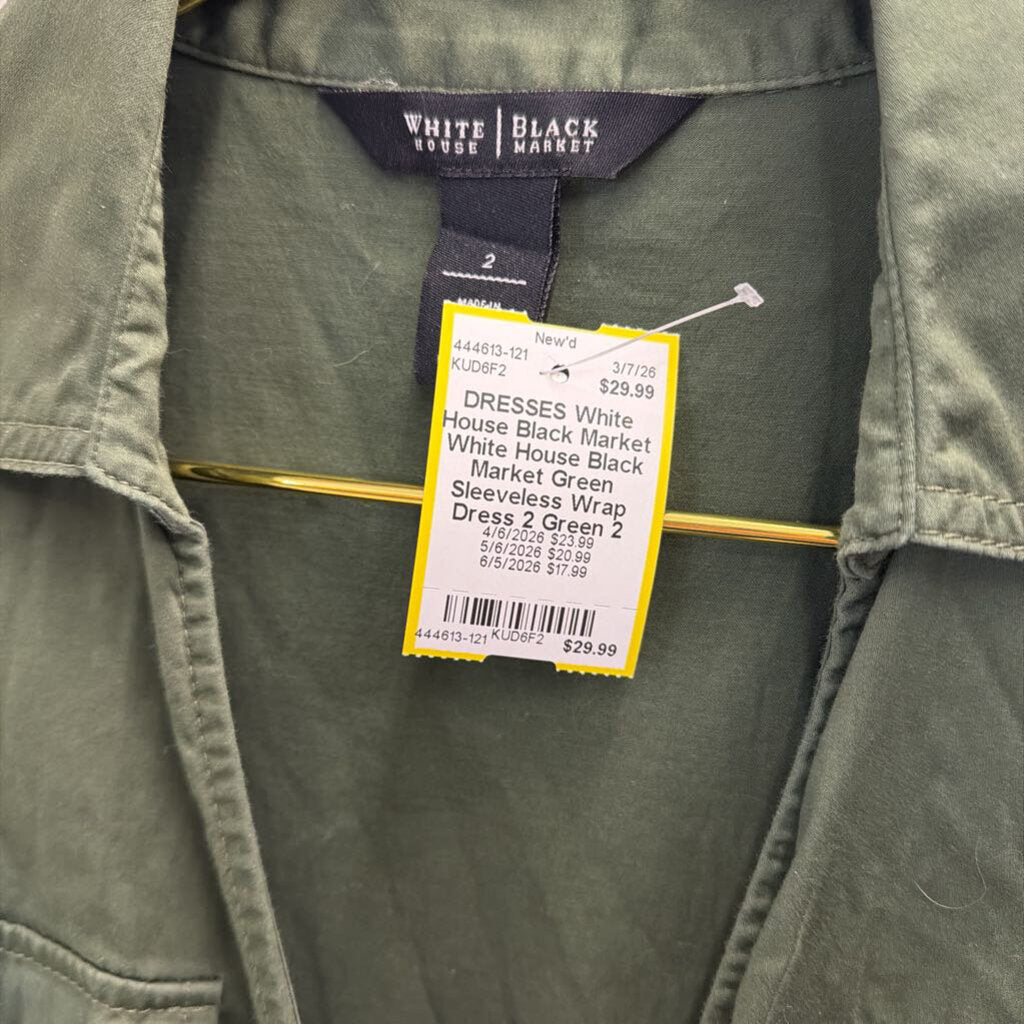 WHITE HOUSE | BLACK MARKET
2
MADE IN
New'd
444613-121
3/7/26
KUD6F2
$29.99
DRESSES White
House Black Market
White House Black
Market Green
Sleeveless Wrap
Dress 2 Green 2
4/6/2026 $23.99
5/6/2026 $20.99
6/5/2026 $17.99
444613-121 KUD6F2 $29.99